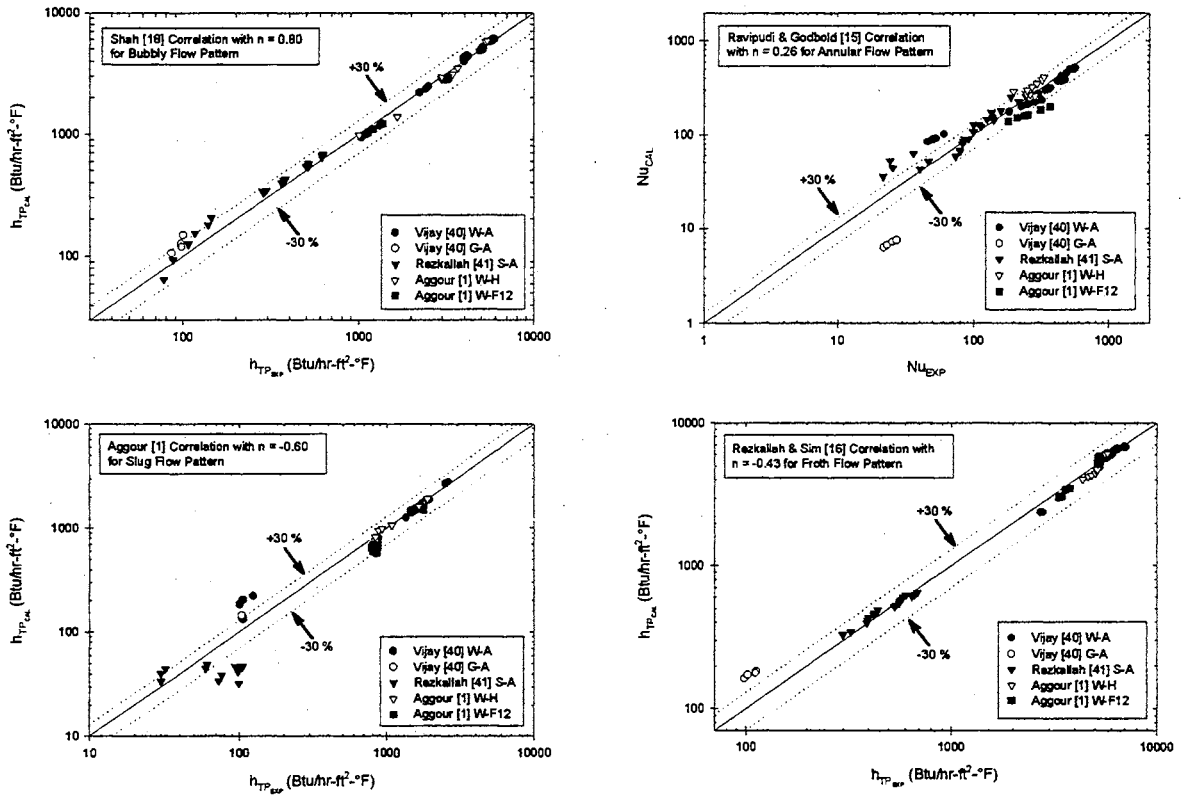 Shah [18] Correlation with n = 0.80
for Bubbly Flow Pattern
10000
1000
100
h_TP_CAL (Btu/hr-ft²-°F)
+30 %
-30 %
Vijay [40] W-A
Vijay [40] G-A
Rezkallah [41] S-A
Aggour [1] W-H
Aggour [1] W-F12
100
1000
10000
h_TP_EXP (Btu/hr-ft²-°F)
Ravipudi & Godbold [15] Correlation
with n = 0.26 for Annular Flow Pattern
1000
100
10
1
Nu_CAL
+30 %
-30 %
Vijay [40] W-A
Vijay [40] G-A
Rezkallah [41] S-A
Aggour [1] W-H
Aggour [1] W-F12
1
10
100
1000
Nu_EXP
Aggour [1] Correlation with n = -0.60
for Slug Flow Pattern
10000
1000
100
10
h_TP_CAL (Btu/hr-ft²-°F)
+30 %
-30 %
Vijay [40] W-A
Vijay [40] G-A
Rezkallah [41] S-A
Aggour [1] W-H
Aggour [1] W-F12
10
100
1000
10000
h_TP_EXP (Btu/hr-ft²-°F)
Rezkallah & Sim [16] Correlation with
n = -0.43 for Froth Flow Pattern
10000
1000
100
h_TP_CAL (Btu/hr-ft²-°F)
+30 %
-30 %
Vijay [40] W-A
Vijay [40] G-A
Rezkallah [41] S-A
Aggour [1] W-H
Aggour [1] W-F12
100
1000
10000
h_TP_EXP (Btu/hr-ft²-°F)